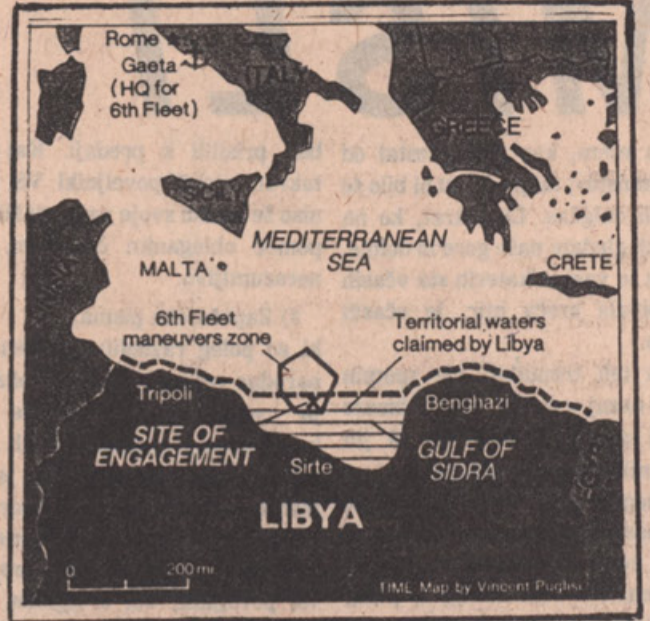 Rome
Gaeta
(HQ for
6th Fleet)
ITALY
GREECE
SICILY
MEDITERRANEAN
SEA
MALTA
CRETE
6th Fleet
maneuvers zone
Territorial waters
claimed by Libya
Tripoli
Benghazi
SITE OF
ENGAGEMENT
X
GULF OF
SIDRA
Sirte
LIBYA
0 200 mi.
TIME Map by Vincent Puglisi